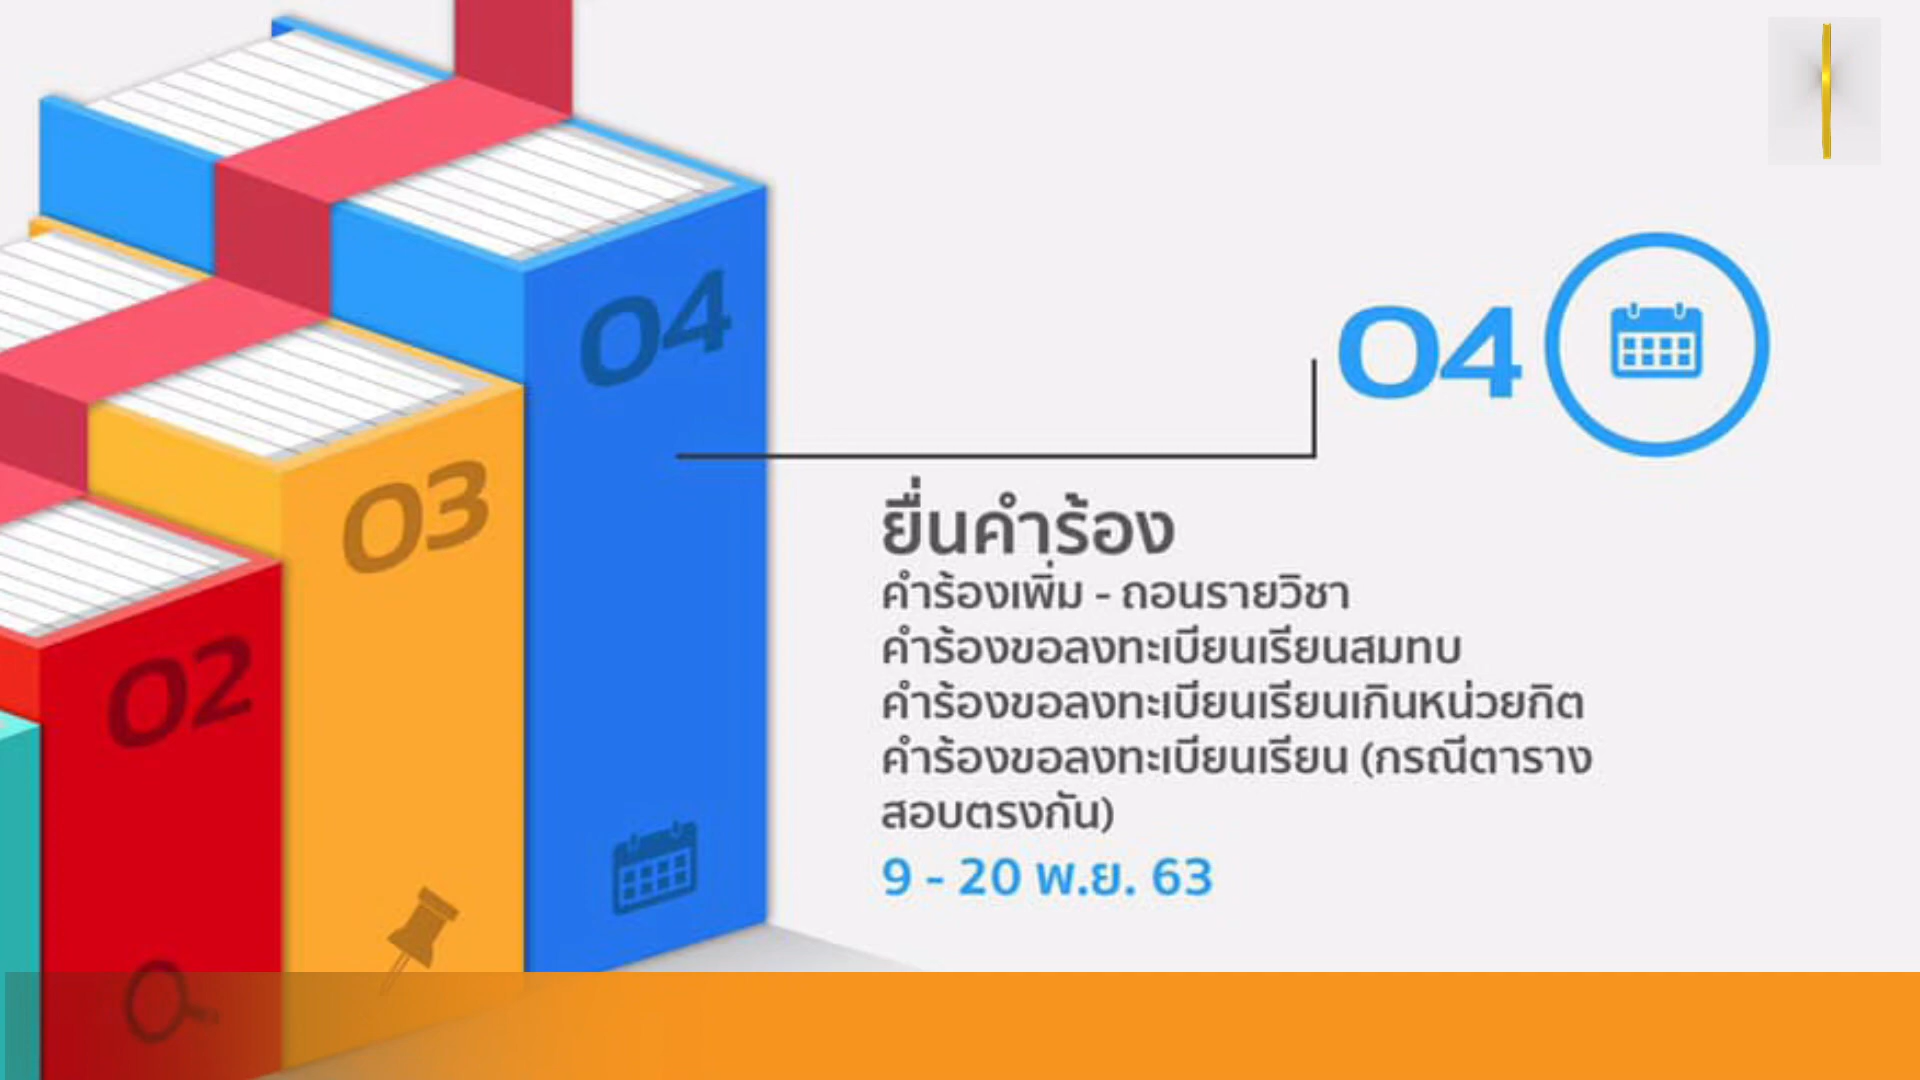 04
04
03
02
ยื่นคำร้อง
คำร้องเพิ่ม - ถอนรายวิชา
คำร้องขอลงทะเบียนเรียนสมทบ
คำร้องขอลงทะเบียนเรียนเกินหน่วยกิต
คำร้องขอลงทะเบียนเรียน (กรณีตาราง
สอบตรงกัน)
9 - 20 พ.ย. 63